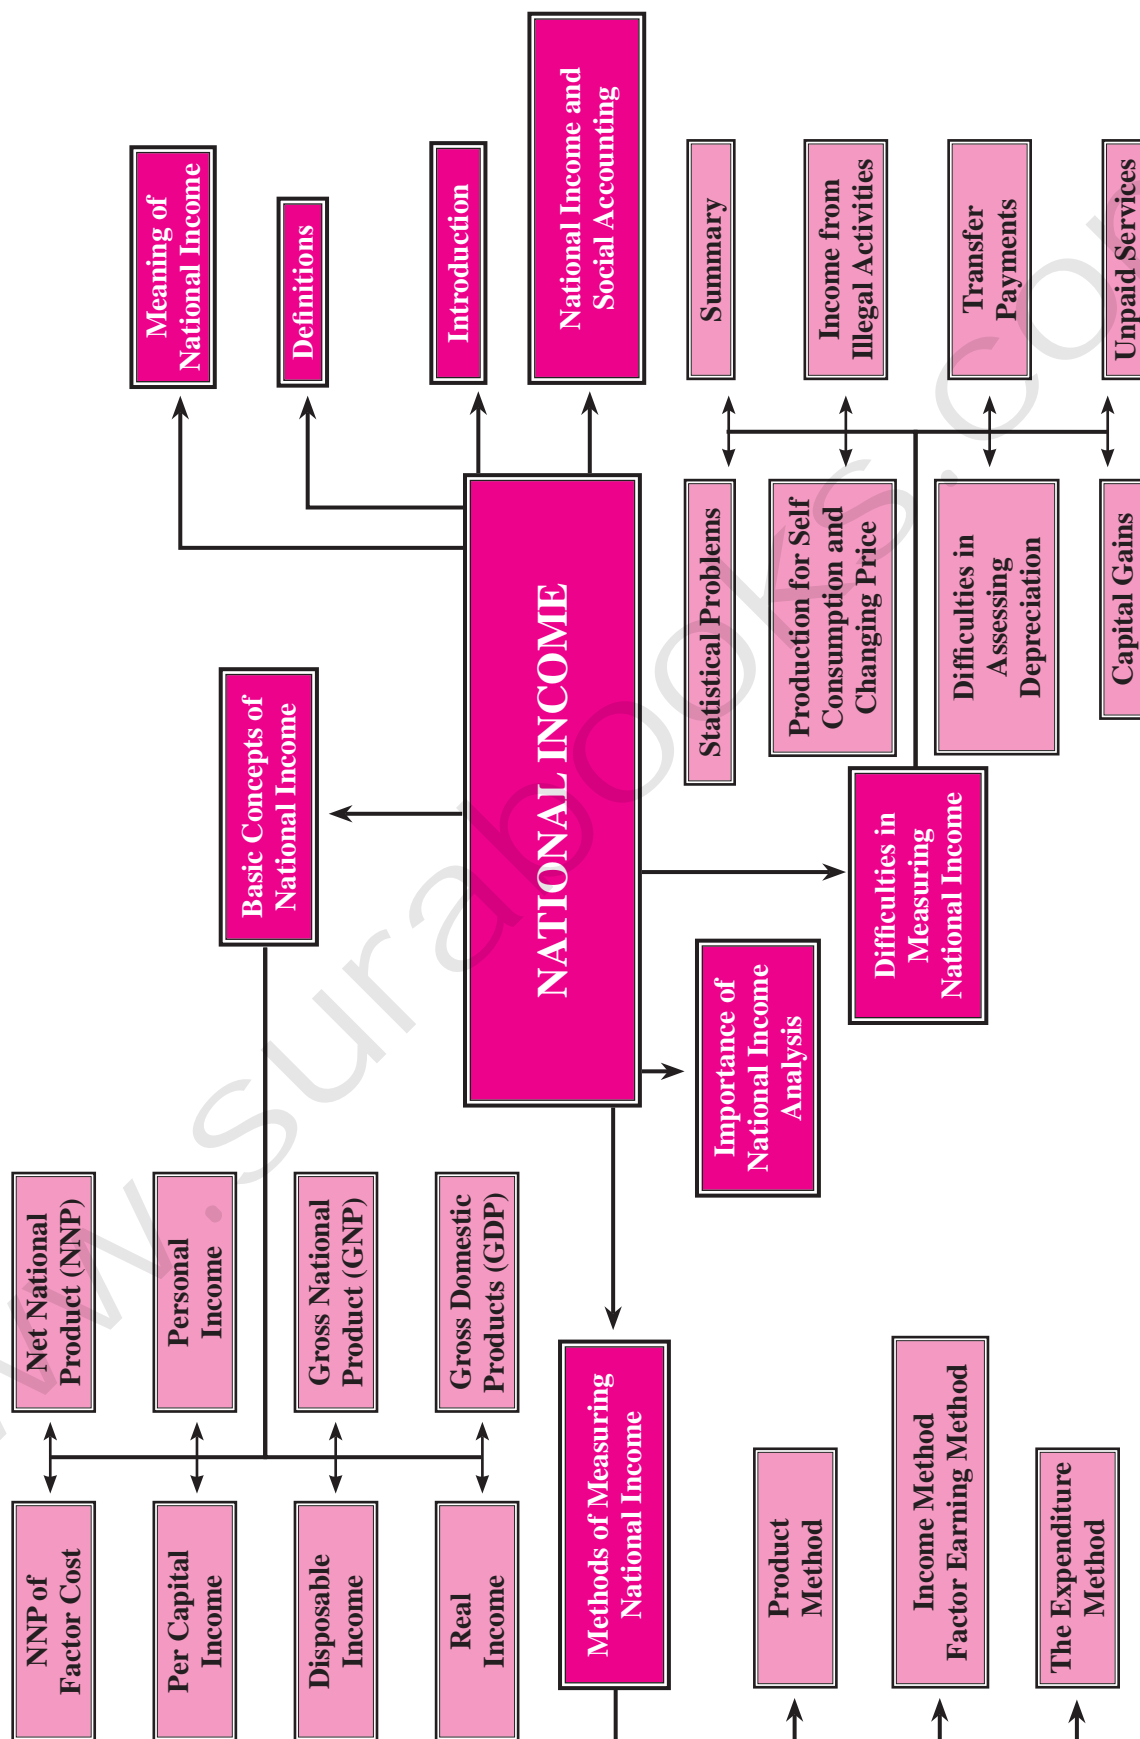 NATIONAL INCOME
Meaning of
National Income
Definitions
Introduction
National Income and
Social Accounting
Basic Concepts of
National Income
Net National
Product (NNP)
Personal
Income
Gross National
Product (GNP)
Gross Domestic
Products (GDP)
NNP of
Factor Cost
Per Capital
Income
Disposable
Income
Real
Income
Methods of Measuring
National Income
Product
Method
Income Method
Factor Earning Method
The Expenditure
Method
Importance of
National Income
Analysis
Difficulties in
Measuring
National Income
Summary
Income from
Illegal Activities
Transfer
Payments
Unpaid Services
Statistical Problems
Production for Self
Consumption and
Changing Price
Difficulties in
Assessing
Depreciation
Capital Gains